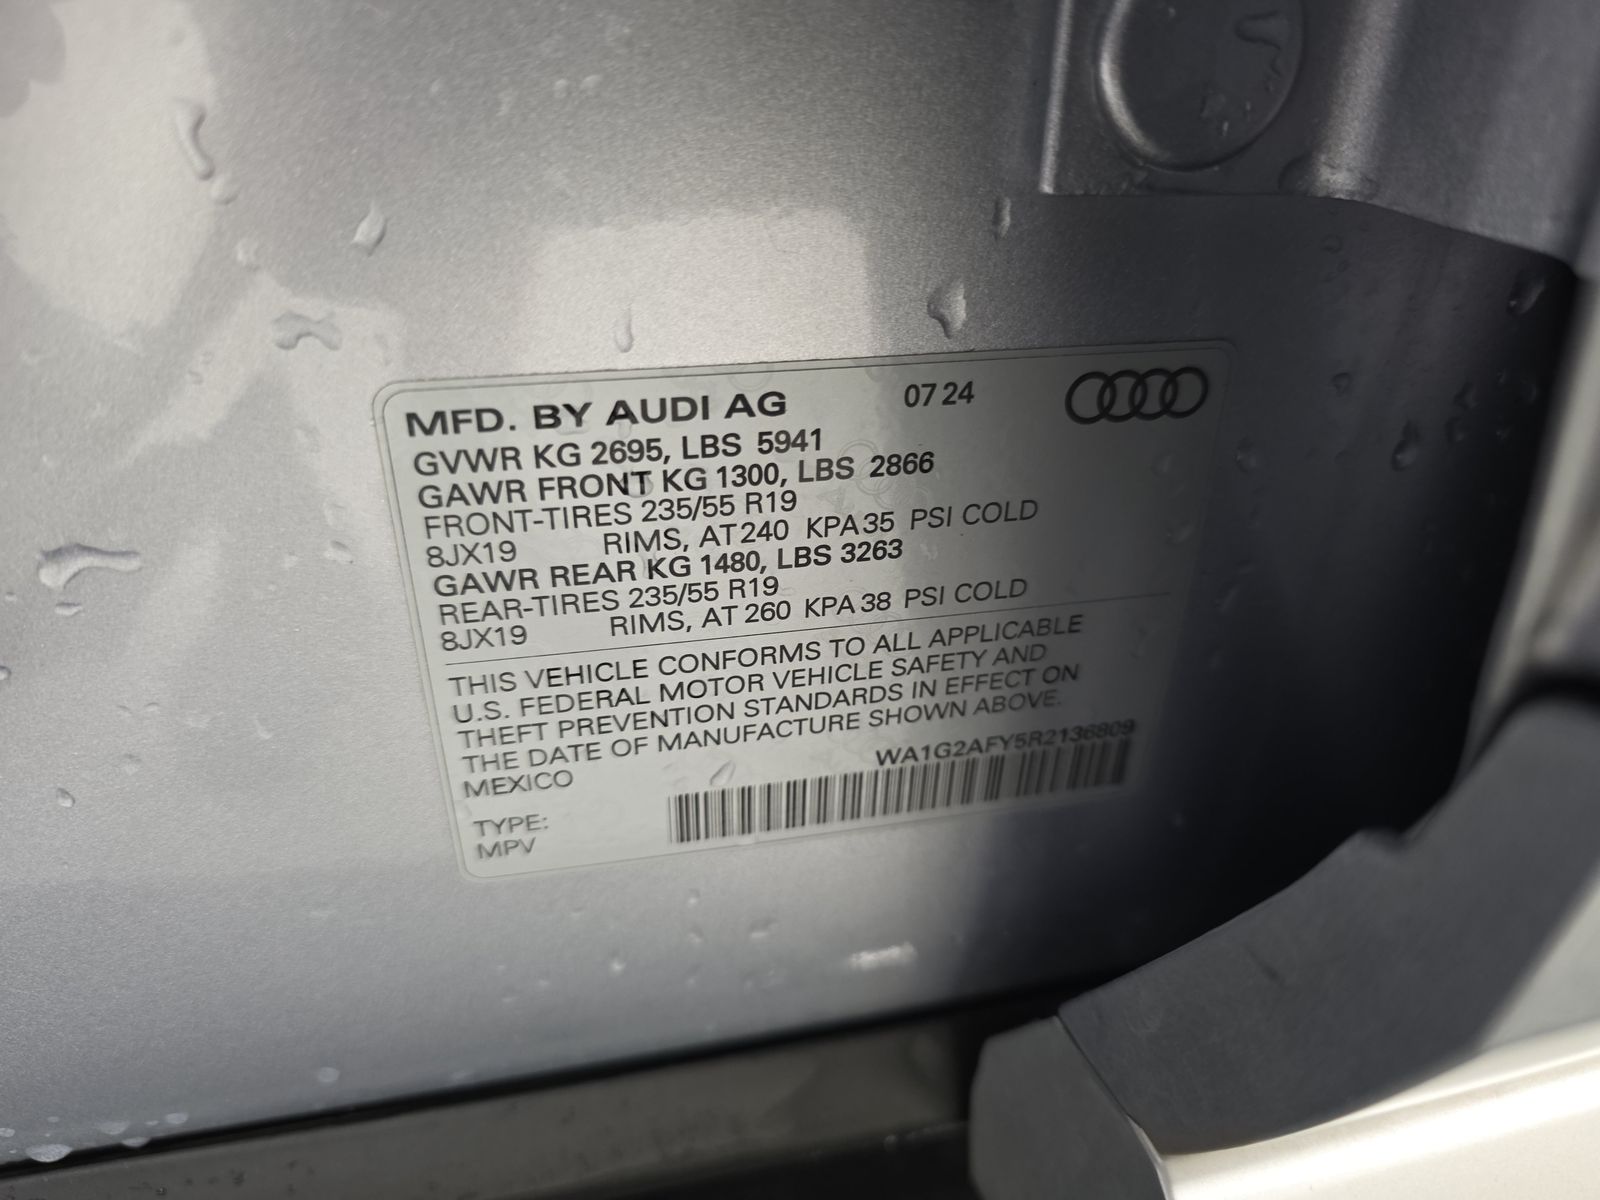 MFD. BY AUDI AG 07 24
GVWR KG 2695, LBS 5941
GAWR FRONT KG 1300, LBS 2866
FRONT-TIRES 235/55 R19
8JX19 RIMS, AT 240 KPA 35 PSI COLD
GAWR REAR KG 1480, LBS 3263
REAR-TIRES 235/55 R19
8JX19 RIMS, AT 260 KPA 38 PSI COLD
THIS VEHICLE CONFORMS TO ALL APPLICABLE
U.S. FEDERAL MOTOR VEHICLE SAFETY AND
THEFT PREVENTION STANDARDS IN EFFECT ON
THE DATE OF MANUFACTURE SHOWN ABOVE.
MEXICO WA1G2AFY5R2136809
TYPE:
MPV